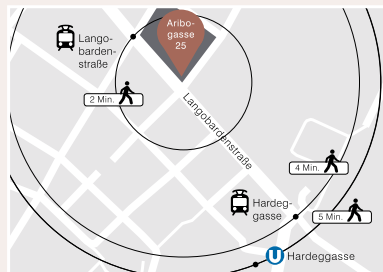 Aribo-
gasse
25
Lango-
barden-
straße
2 Min.
Langobardenstraße
4 Min.
Hardeg-
gasse
5 Min.
U Hardeggasse